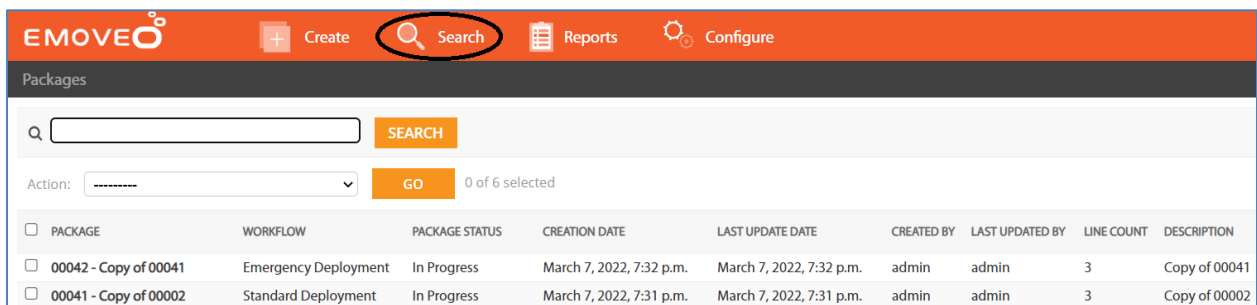 EMOVEO Create Search Reports Configure
Packages
SEARCH
Action: --------- GO 0 of 6 selected
PACKAGE WORKFLOW PACKAGE STATUS CREATION DATE LAST UPDATE DATE CREATED BY LAST UPDATED BY LINE COUNT DESCRIPTION
00042 - Copy of 00041 Emergency Deployment In Progress March 7, 2022, 7:32 p.m. March 7, 2022, 7:32 p.m. admin admin 3 Copy of 00041
00041 - Copy of 00002 Standard Deployment In Progress March 7, 2022, 7:31 p.m. March 7, 2022, 7:31 p.m. admin admin 3 Copy of 00002